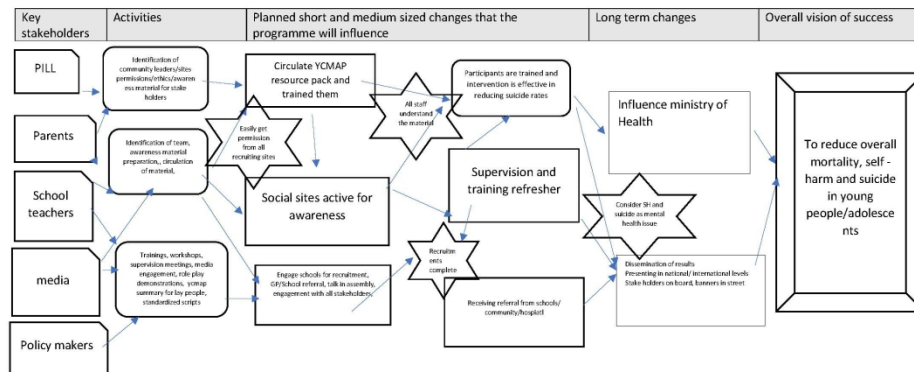 Key
stakeholders
Activities
Planned short and medium sized changes that the
programme will influence
Long term changes
Overall vision of success
PILL
Parents
School
teachers
media
Policy makers
Identification of
community leaders/sites
permissions/ethics/awaren
ess material for stake
holders
Identification of team,
awareness material
preparation,, circulation of
material,
Trainings, workshops,
supervision meetings, media
engagement, role play
demonstrations, ycmap
summary for lay people,
standardized scripts
Circulate YCMAP
resource pack and
trained them
Easily get
permission
from all
recruiting sites
Social sites active for
awareness
Engage schools for recruitment,
GP/School referral, talk in assembly,
engagement with all stakeholders,
All staff
understand
the material
Participants are trained and
intervention is effective in
reducing suicide rates
Supervision and
training refresher
Recruitm
ents
complete
Receiving referral from schools/
community/hospiatl
Influence ministry of
Health
Consider SH and
suicide as mental
health issue
Dissemination of results
Presenting in national/ international levels
Stake holders on board, banners in street
To reduce overall
mortality, self -
harm and suicide
in young
people/adolesce
nts